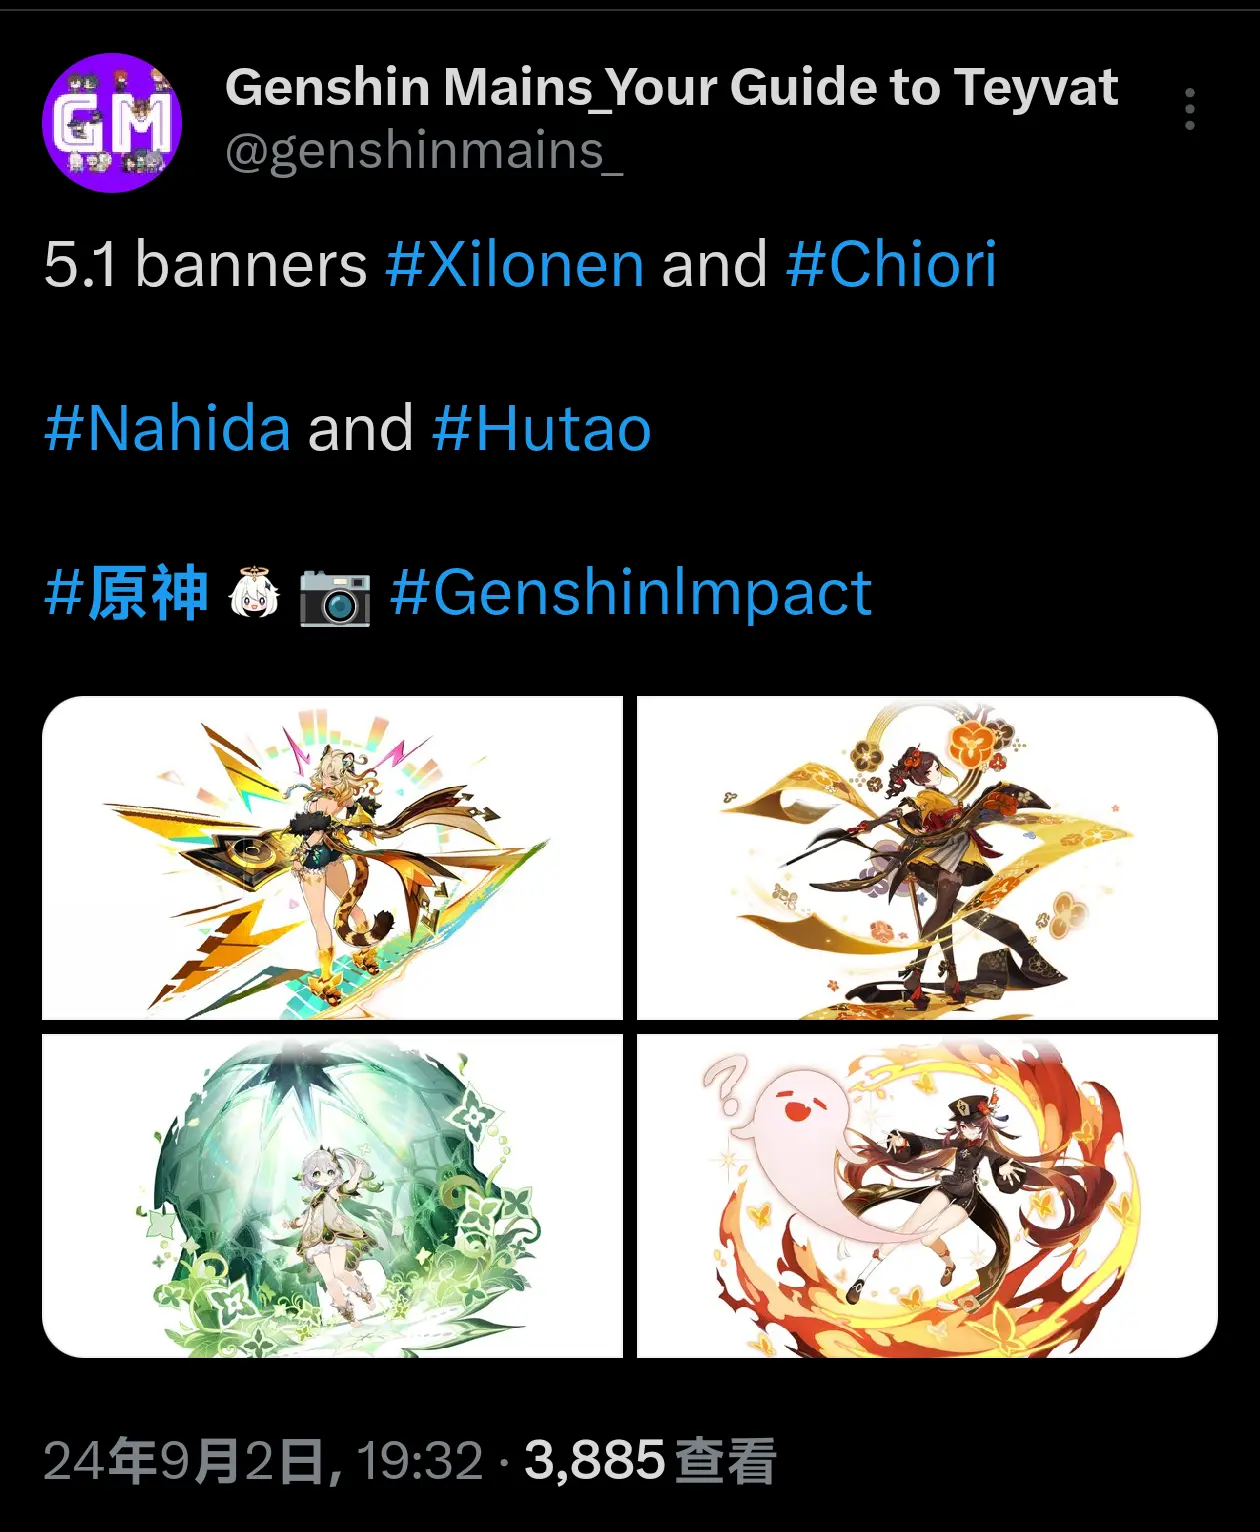 GM
Genshin Mains_Your Guide to Teyvat
@genshinmains_
5.1 banners #Xilonen and #Chiori
#Nahida and #Hutao
#原神 #GenshinImpact
?
24年9月2日, 19:32 · 3,885 查看